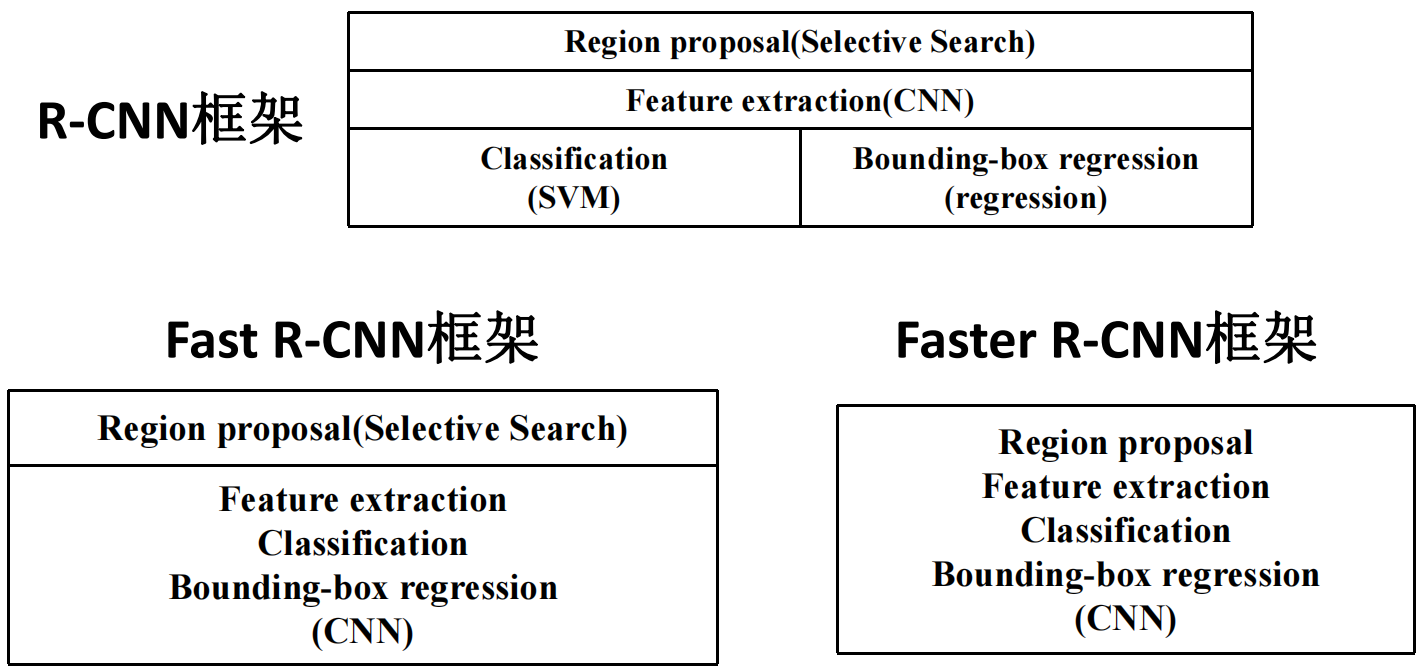 R-CNN框架
Region proposal(Selective Search)
Feature extraction(CNN)
Classification
(SVM)
Bounding-box regression
(regression)
Fast R-CNN框架
Region proposal(Selective Search)
Feature extraction
Classification
Bounding-box regression
(CNN)
Faster R-CNN框架
Region proposal
Feature extraction
Classification
Bounding-box regression
(CNN)